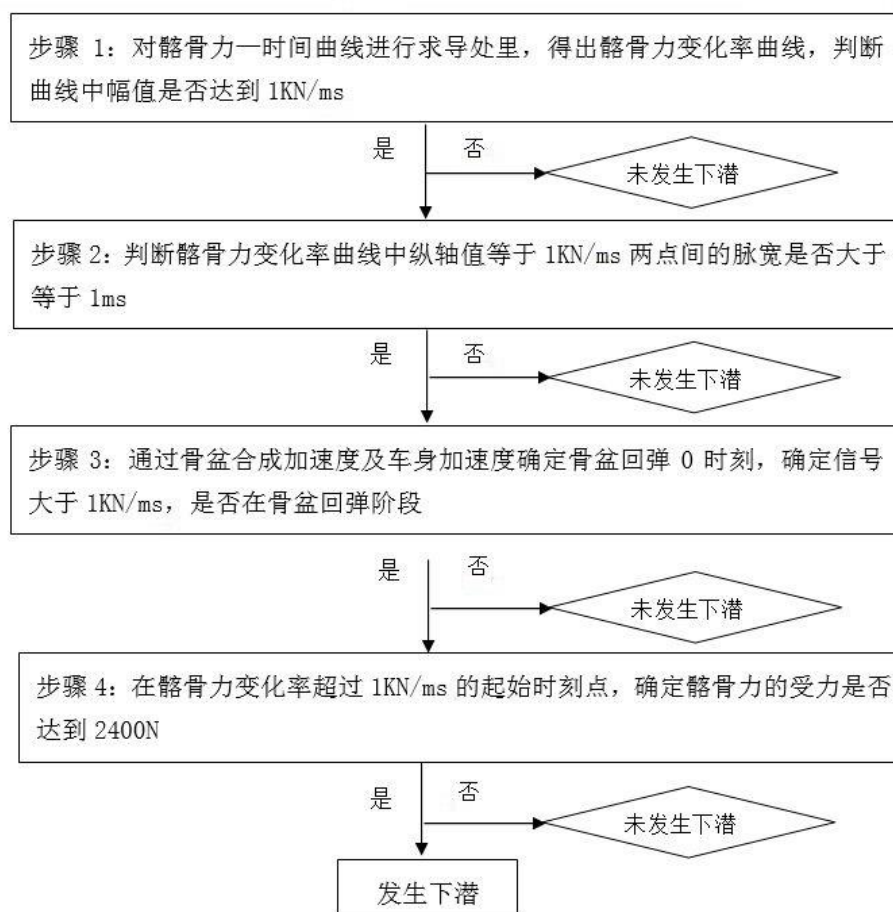 步骤 1：对髂骨力—时间曲线进行求导处里，得出髂骨力变化率曲线，判断
曲线中幅值是否达到 1KN/ms
是 否
未发生下潜
步骤 2：判断髂骨力变化率曲线中纵轴值等于 1KN/ms 两点间的脉宽是否大于
等于 1ms
是 否
未发生下潜
步骤 3：通过骨盆合成加速度及车身加速度确定骨盆回弹 0 时刻，确定信号
大于 1KN/ms，是否在骨盆回弹阶段
是 否
未发生下潜
步骤 4：在髂骨力变化率超过 1KN/ms 的起始时刻点，确定髂骨力的受力是否
达到 2400N
是 否
未发生下潜
发生下潜